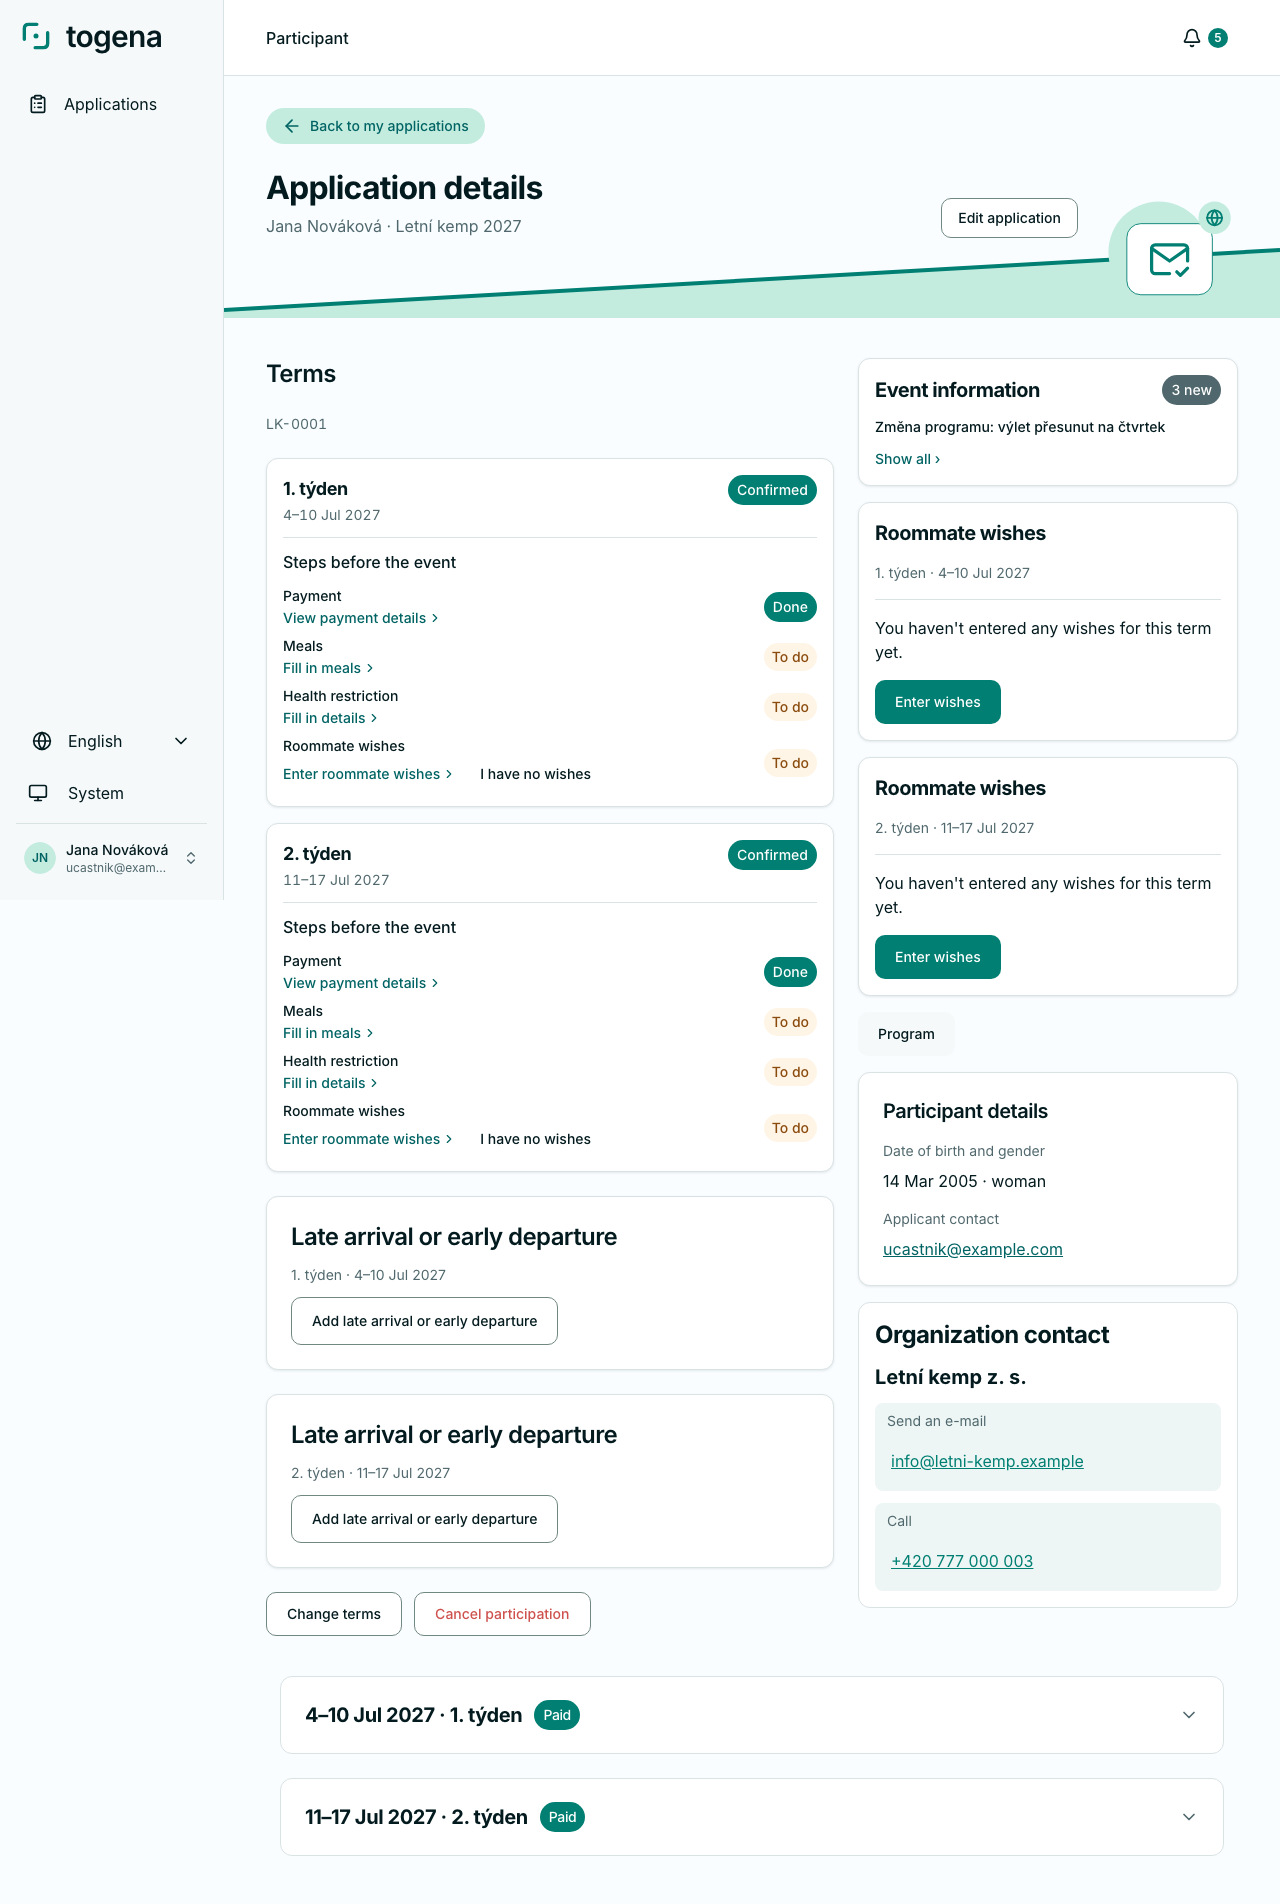 togena
Applications
English
System
JN
Jana Nováková
ucastnik@exam...
Participant
5
Back to my applications
Application details
Jana Nováková · Letní kemp 2027
Edit application
Terms
LK-0001
1. týden
Confirmed
4–10 Jul 2027
Steps before the event
Payment
View payment details ›
Done
Meals
Fill in meals ›
To do
Health restriction
Fill in details ›
To do
Roommate wishes
Enter roommate wishes ›
I have no wishes
To do
2. týden
Confirmed
11–17 Jul 2027
Steps before the event
Payment
View payment details ›
Done
Meals
Fill in meals ›
To do
Health restriction
Fill in details ›
To do
Roommate wishes
Enter roommate wishes ›
I have no wishes
To do
Late arrival or early departure
1. týden · 4–10 Jul 2027
Add late arrival or early departure
Late arrival or early departure
2. týden · 11–17 Jul 2027
Add late arrival or early departure
Change terms
Cancel participation
Event information
3 new
Změna programu: výlet přesunut na čtvrtek
Show all ›
Roommate wishes
1. týden · 4–10 Jul 2027
You haven't entered any wishes for this term
yet.
Enter wishes
Roommate wishes
2. týden · 11–17 Jul 2027
You haven't entered any wishes for this term
yet.
Enter wishes
Program
Participant details
Date of birth and gender
14 Mar 2005 · woman
Applicant contact
ucastnik@example.com
Organization contact
Letní kemp z. s.
Send an e-mail
info@letni-kemp.example
Call
+420 777 000 003
4–10 Jul 2027 · 1. týden
Paid
11–17 Jul 2027 · 2. týden
Paid